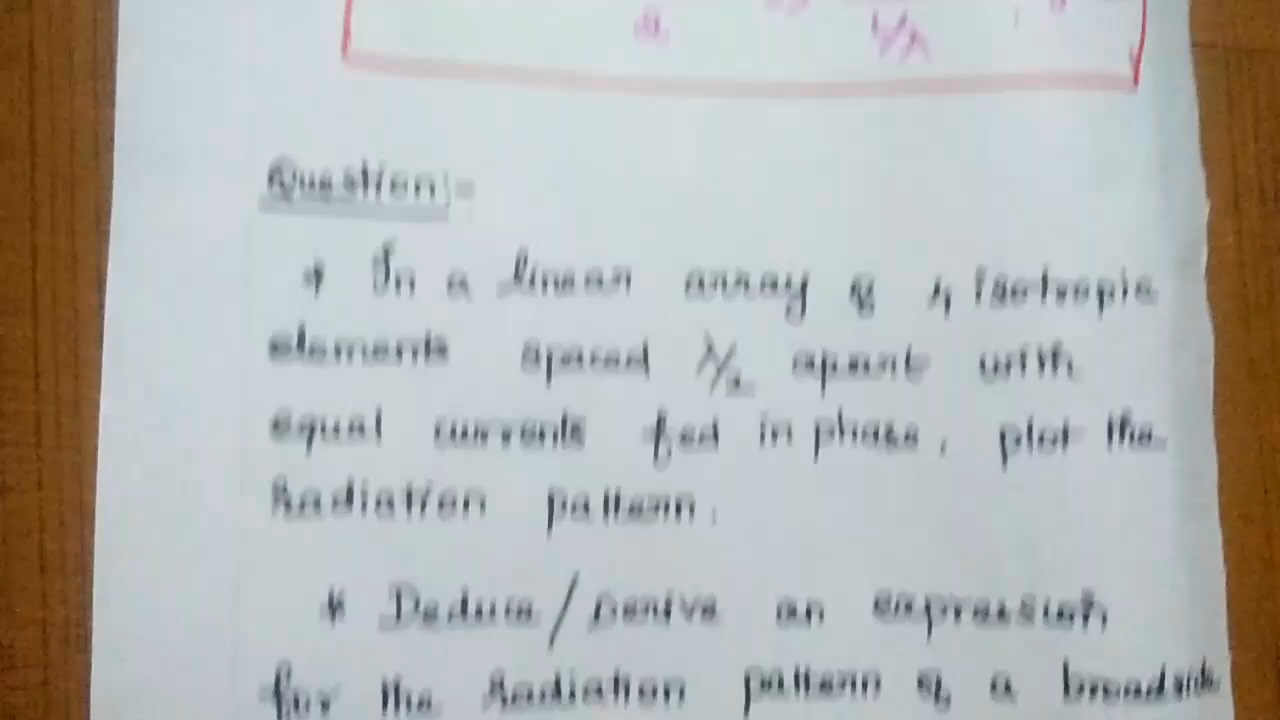 Question:-
* In a linear array of 4 isotropic
elements spaced λ/2 apart with
equal currents fed in phase, plot the
Radiation pattern.
* Deduce/Derive an expression
for the Radiation pattern of a broadside